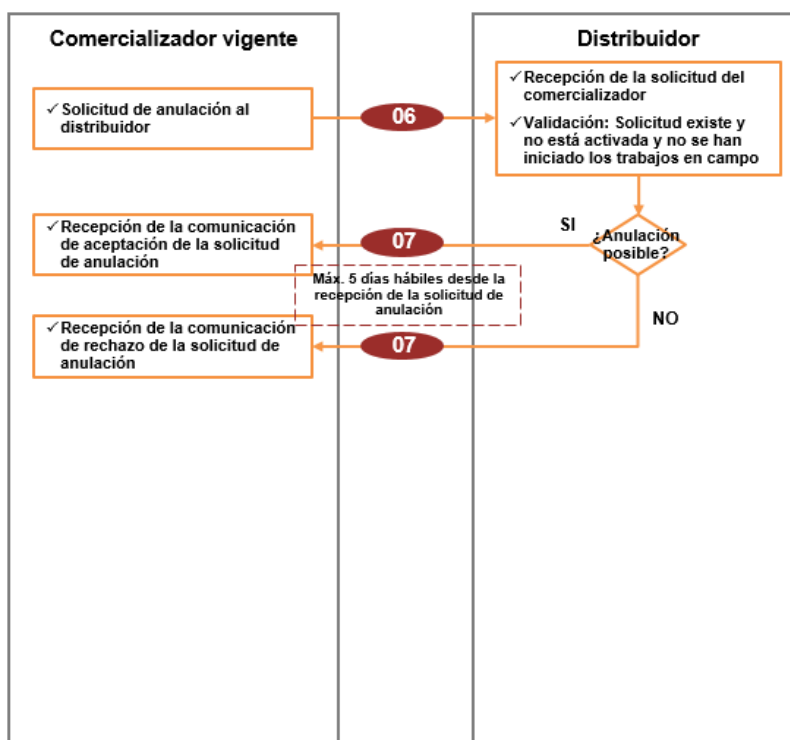 Comercializador vigente
✓ Solicitud de anulación al
distribuidor
06
Distribuidor
✓ Recepción de la solicitud del
comercializador
✓ Validación: Solicitud existe y
no está activada y no se han
iniciado los trabajos en campo
✓ Recepción de la comunicación
de aceptación de la solicitud
de anulación
07
SI
¿Anulación
posible?
Máx. 5 días hábiles desde la
recepción de la solicitud de
anulación
NO
✓ Recepción de la comunicación
de rechazo de la solicitud de
anulación
07